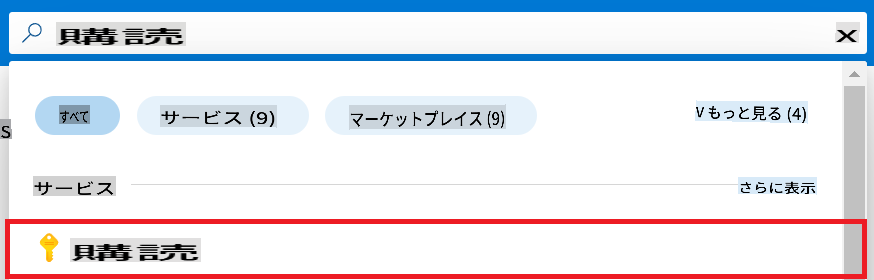 購読 X
すべて サービス (9) マーケットプレイス (9) V もっと見る (4)
サービス さらに表示
購読